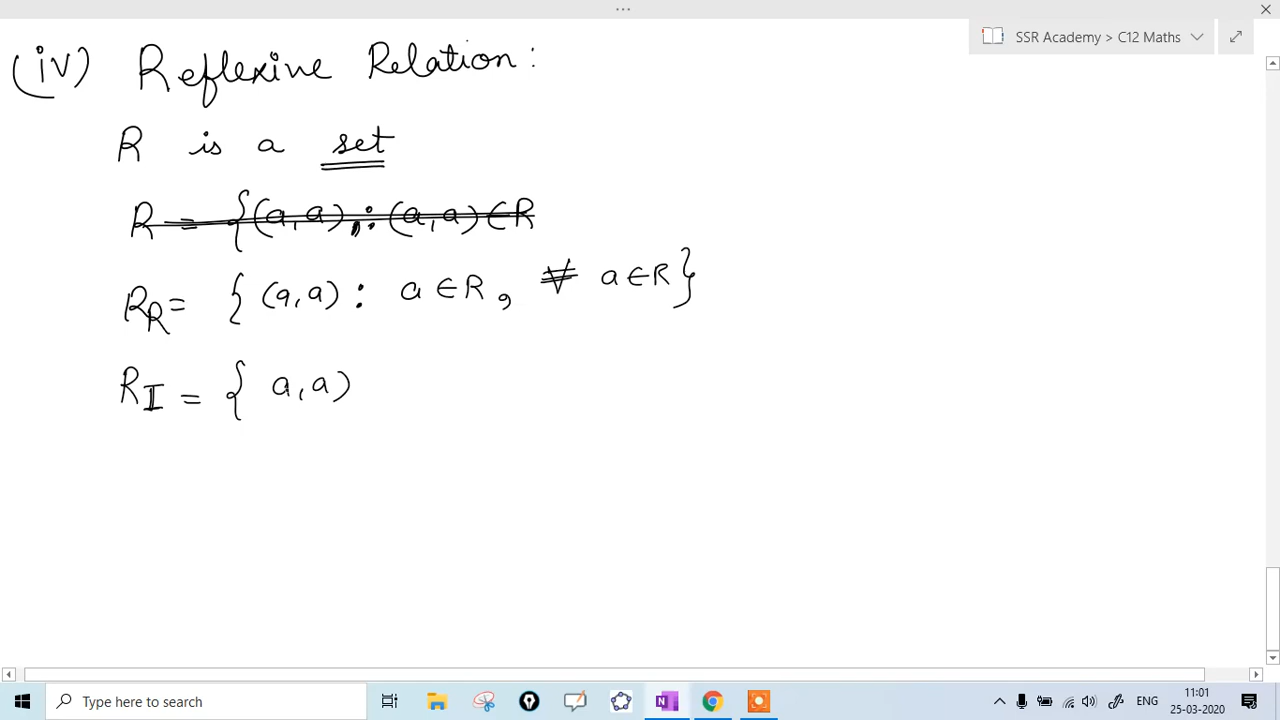 SSR Academy > C12 Maths
(iv) Reflexive Relation:
R is a set
R = {(a,a),: (a,a) ∈ R
R_R = { (a,a) : a ∈ R, ∀ a ∈ R}
R_I = { a,a)
Type here to search
ENG
11:01
25-03-2020